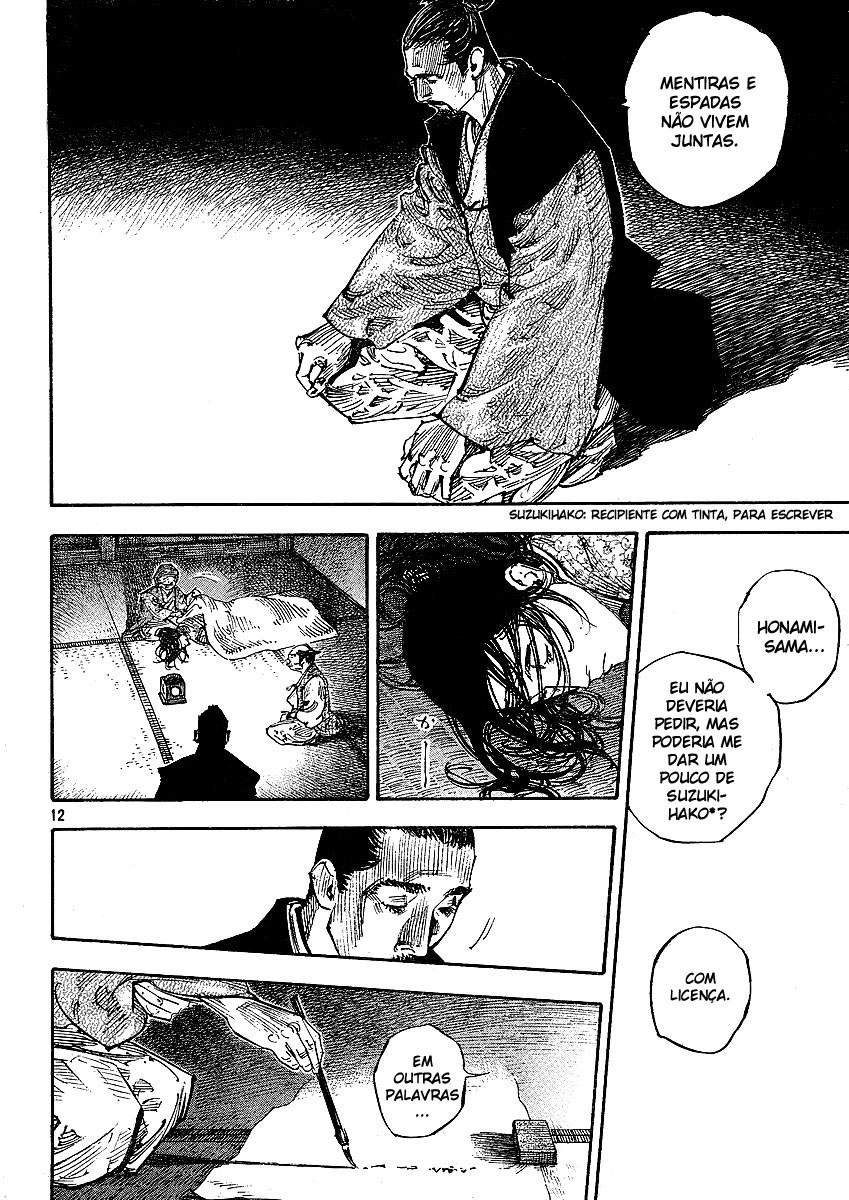 MENTIRAS E
ESPADAS
NÃO VIVEM
JUNTAS.
SUZUKIHAKO: RECIPIENTE COM TINTA, PARA ESCREVER
HONAMI-
SAMA...
EU NÃO
DEVERIA
PEDIR, MAS
PODERIA ME
DAR UM
POUCO DE
SUZUKI-
HAKO*?
12
COM
LICENÇA.
EM
OUTRAS
PALAVRAS
...